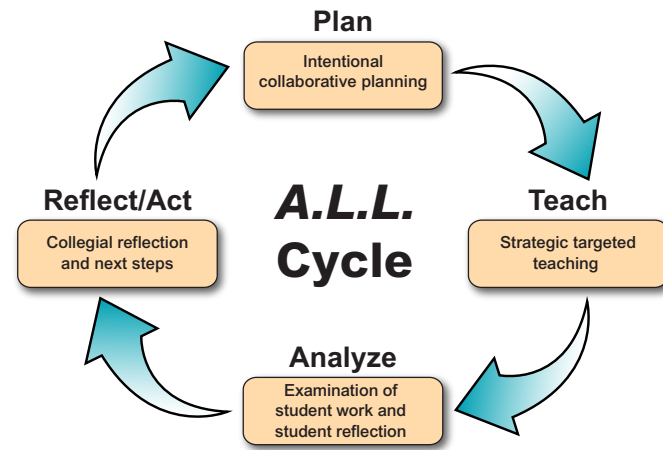 Plan
Intentional
collaborative planning
Teach
Strategic targeted
teaching
Analyze
Examination of
student work and
student reflection
Reflect/Act
Collegial reflection
and next steps
A.L.L.
Cycle